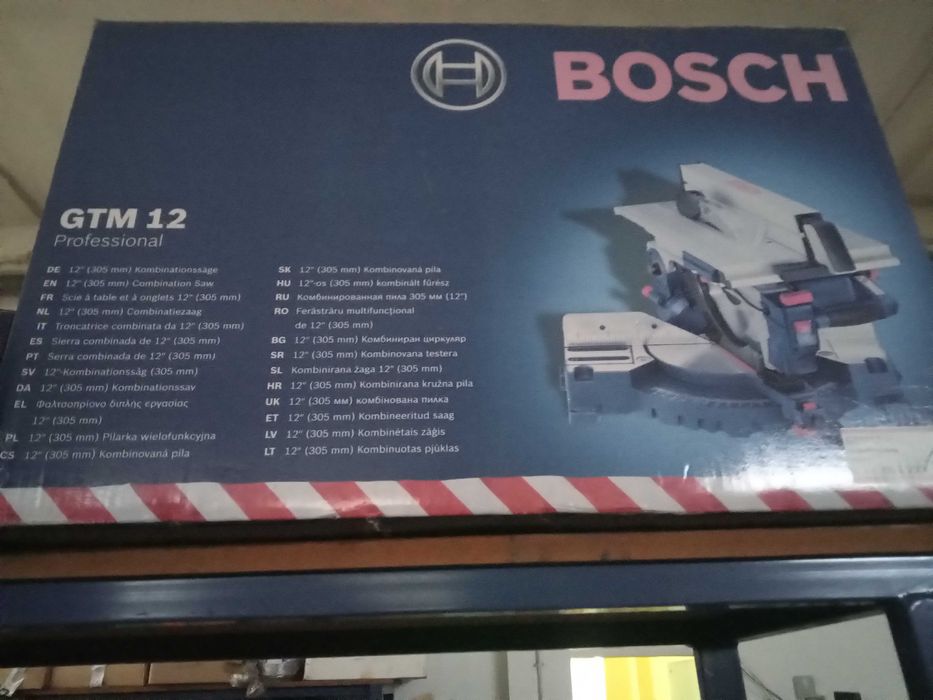 BOSCH
GTM 12
Professional
DE 12" (305 mm) Kombinationssäge
EN 12" (305 mm) Combination Saw
FR Scie à table et à onglets 12" (305 mm)
NL 12" (305 mm) Combinatiezaag
IT Troncatrice combinata da 12" (305 mm)
ES Sierra combinada de 12" (305 mm)
PT Serra combinada de 12" (305 mm)
SV 12"-Kombinationssåg (305 mm)
DA 12" (305 mm) Kombinationssav
EL Φαλτσοπρίονο διπλής εργασίας
12" (305 mm)
PL 12" (305 mm) Pilarka wielofunkcyjna
CS 12" (305 mm) Kombinovaná pila
SK 12" (305 mm) Kombinovaná píla
HU 12"-os (305 mm) kombinált fűrész
RU Комбинированная пила 305 мм (12")
RO Ferăstrău multifuncţional
de 12" (305 mm)
BG 12" (305 mm) Комбиниран циркуляр
SR 12" (305 mm) Kombinovana testera
SL Kombinirana žaga 12" (305 mm)
HR 12" (305 mm) Kombinirana kružna pila
UK 12" (305 мм) комбінована пилка
ET 12" (305 mm) Kombineeritud saag
LV 12" (305 mm) Kombinētais zāģis
LT 12" (305 mm) Kombinuotas pjūklas